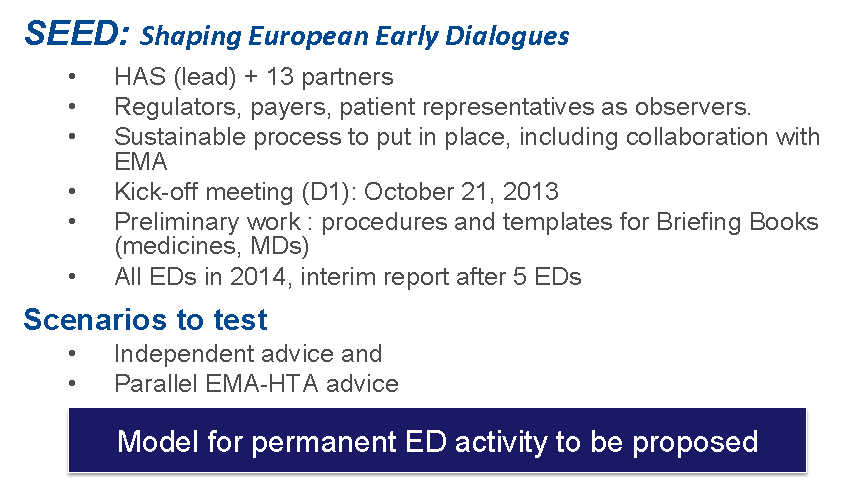 SEED: Shaping European Early Dialogues
• HAS (lead) + 13 partners
• Regulators, payers, patient representatives as observers.
• Sustainable process to put in place, including collaboration with
EMA
• Kick-off meeting (D1): October 21, 2013
• Preliminary work : procedures and templates for Briefing Books
(medicines, MDs)
• All EDs in 2014, interim report after 5 EDs
Scenarios to test
• Independent advice and
• Parallel EMA-HTA advice
Model for permanent ED activity to be proposed